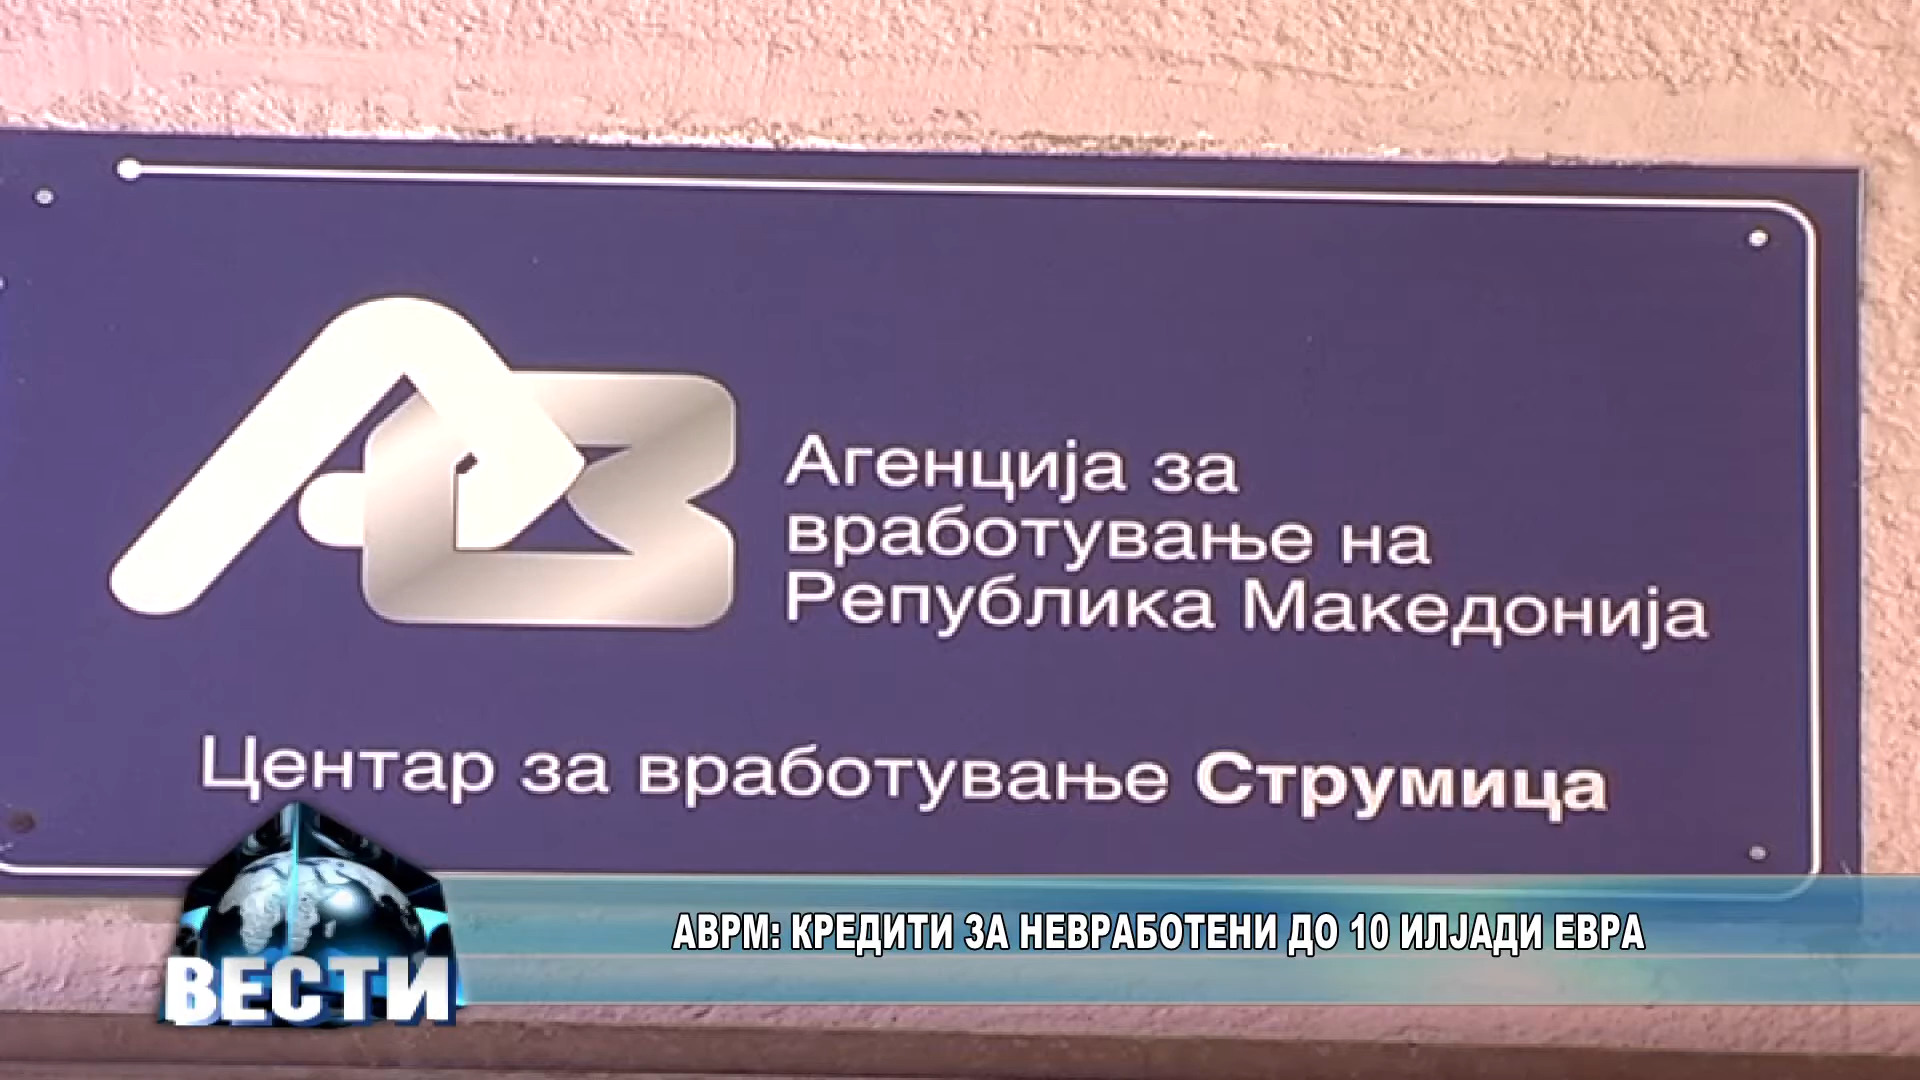 Агенција за
вработување на
Република Македонија
Центар за вработување Струмица
АВРМ: КРЕДИТИ ЗА НЕВРАБОТЕНИ ДО 10 ИЛЈАДИ ЕВРА
ВЕСТИ